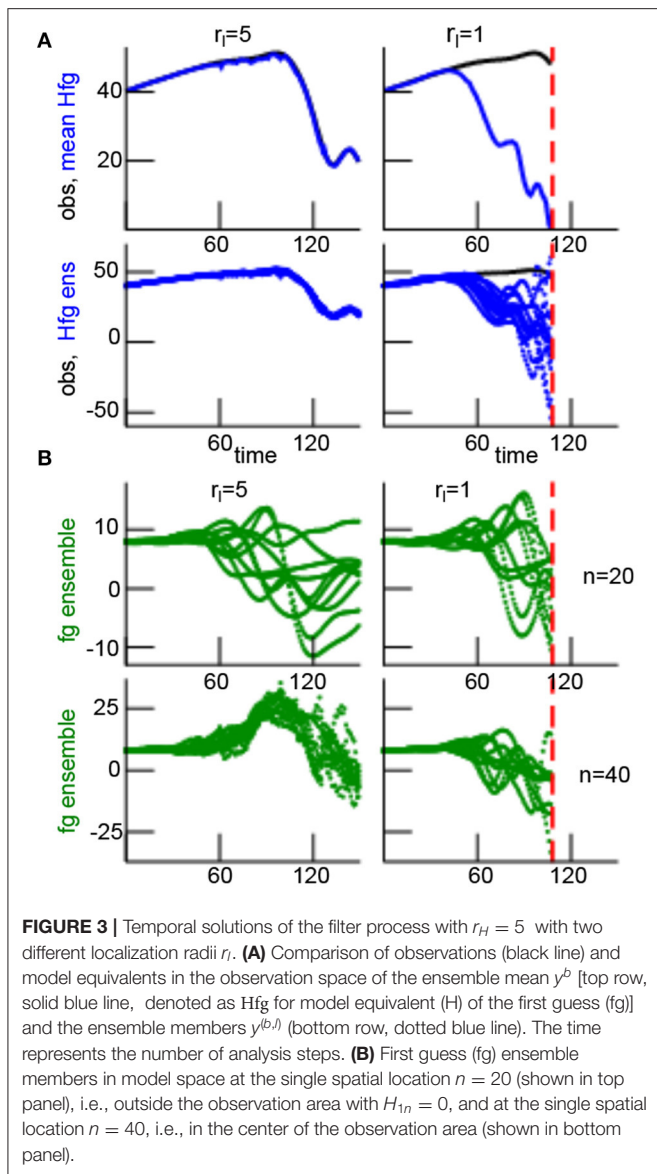 A
r_l=5
r_l=1
obs, mean Hfg
40
20
60
120
60
120
obs, Hfg ens
50
0
-50
60
120
60
120
time
time
B
r_l=5
r_l=1
fg ensemble
10
0
-10
60
120
60
120
n=20
fg ensemble
25
0
-25
60
120
60
120
n=40
FIGURE 3 | Temporal solutions of the filter process with r_H = 5 with two
different localization radii r_l. (A) Comparison of observations (black line) and
model equivalents in the observation space of the ensemble mean y^b [top row,
solid blue line, denoted as Hfg for model equivalent (H) of the first guess (fg)]
and the ensemble members y^(b,l) (bottom row, dotted blue line). The time
represents the number of analysis steps. (B) First guess (fg) ensemble
members in model space at the single spatial location n = 20 (shown in top
panel), i.e., outside the observation area with H_1n = 0, and at the single spatial
location n = 40, i.e., in the center of the observation area (shown in bottom
panel).